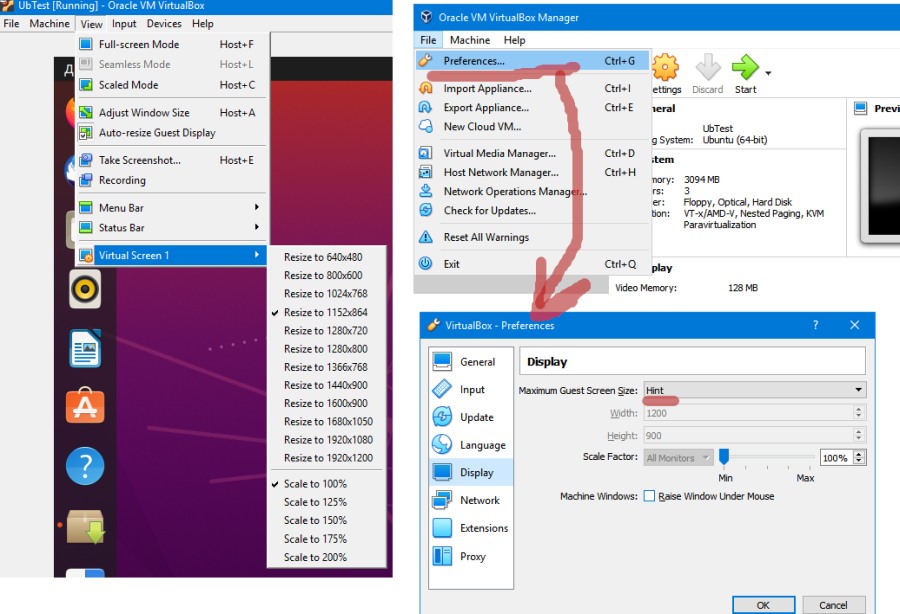 UbTest [Running] - Oracle VM VirtualBox
File Machine View Input Devices Help
Full-screen Mode Host+F
Seamless Mode Host+L
Scaled Mode Host+C
Adjust Window Size Host+A
Auto-resize Guest Display
Take Screenshot... Host+E
Recording
Menu Bar
Status Bar
Virtual Screen 1
Resize to 640x480
Resize to 800x600
Resize to 1024x768
Resize to 1152x864
Resize to 1280x720
Resize to 1280x800
Resize to 1366x768
Resize to 1440x900
Resize to 1600x900
Resize to 1680x1050
Resize to 1920x1080
Resize to 1920x1200
Scale to 100%
Scale to 125%
Scale to 150%
Scale to 175%
Scale to 200%
Oracle VM VirtualBox Manager
File Machine Help
Preferences... Ctrl+G
Import Appliance... Ctrl+I
Export Appliance... Ctrl+E
New Cloud VM...
Virtual Media Manager... Ctrl+D
Host Network Manager... Ctrl+H
Network Operations Manager...
Check for Updates...
Reset All Warnings
Exit Ctrl+Q
ettings Discard Start
neral
UbTest
g System: Ubuntu (64-bit)
Previ
stem
mory: 3094 MB
rs: 3
er: Floppy, Optical, Hard Disk
tion: VT-x/AMD-V, Nested Paging, KVM
Paravirtualization
play
Video Memory: 128 MB
VirtualBox - Preferences ?
General
Input
Update
Language
Display
Network
Extensions
Proxy
Display
Maximum Guest Screen Size: Hint
Width: 1200
Height: 900
Scale Factor: All Monitors 100%
Min Max
Machine Windows: Raise Window Under Mouse
OK Cancel